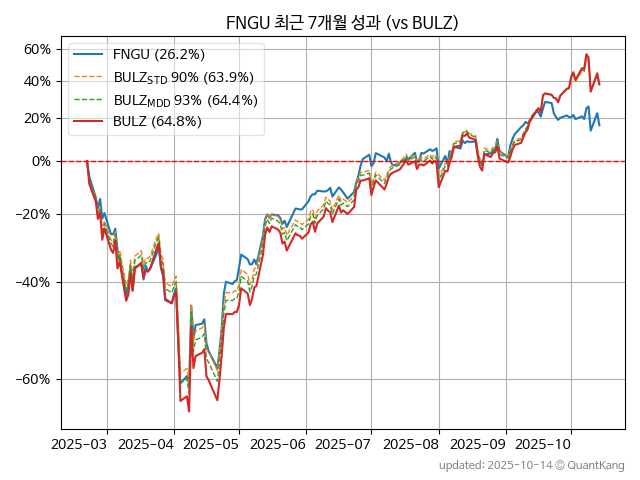 FNGU 최근 7개월 성과 (vs BULZ)
FNGU (26.2%)
BULZSTD 90% (63.9%)
BULZMDD 93% (64.4%)
BULZ (64.8%)
60%
40%
20%
0%
−20%
−40%
−60%
2025-03 2025-04 2025-05 2025-06 2025-07 2025-08 2025-09 2025-10
updated: 2025-10-14 © QuantKang